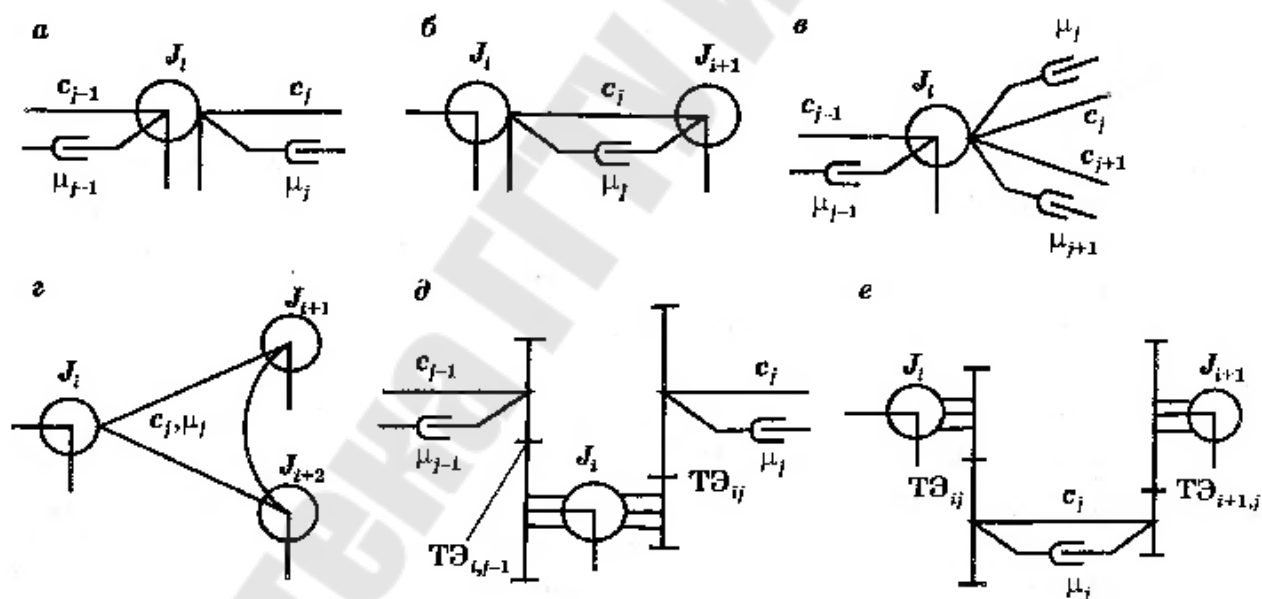 а
J_i
c_{j-1}
c_j
μ_{j-1}
μ_j
б
J_i
J_{i+1}
c_j
μ_j
в
μ_j
J_i
c_{j-1}
c_j
c_{j+1}
μ_{j-1}
μ_{j+1}
г
J_{i+1}
J_i
c_j, μ_j
J_{i+2}
д
c_{j-1}
c_j
μ_{j-1}
μ_j
J_i
ТЭ_{ij}
ТЭ_{i,j-1}
е
J_i
J_{i+1}
ТЭ_{ij}
ТЭ_{i+1,j}
c_j
μ_j